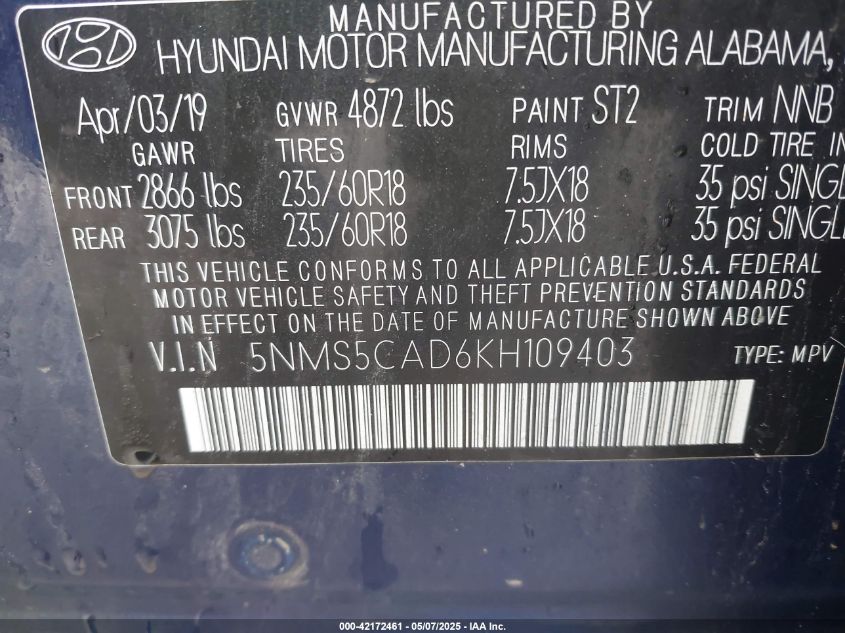 MANUFACTURED BY
HYUNDAI MOTOR MANUFACTURING ALABAMA,
Apr/03/19 GVWR 4872 lbs PAINT ST2 TRIM NNB
GAWR TIRES RIMS COLD TIRE
FRONT 2866 lbs 235/60R18 7.5JX18 35 psi
REAR 3075 lbs 235/60R18 7.5JX18 35 psi
THIS VEHICLE CONFORMS TO ALL APPLICABLE U.S.A. FEDERAL
MOTOR VEHICLE SAFETY AND THEFT PREVENTION STANDARDS
IN EFFECT ON THE DATE OF MANUFACTURE SHOWN ABOVE
V.I.N 5NMS5CAD6KH109403 TYPE: MPV
000-42172461 - 05/07/2025 - IAA Inc.